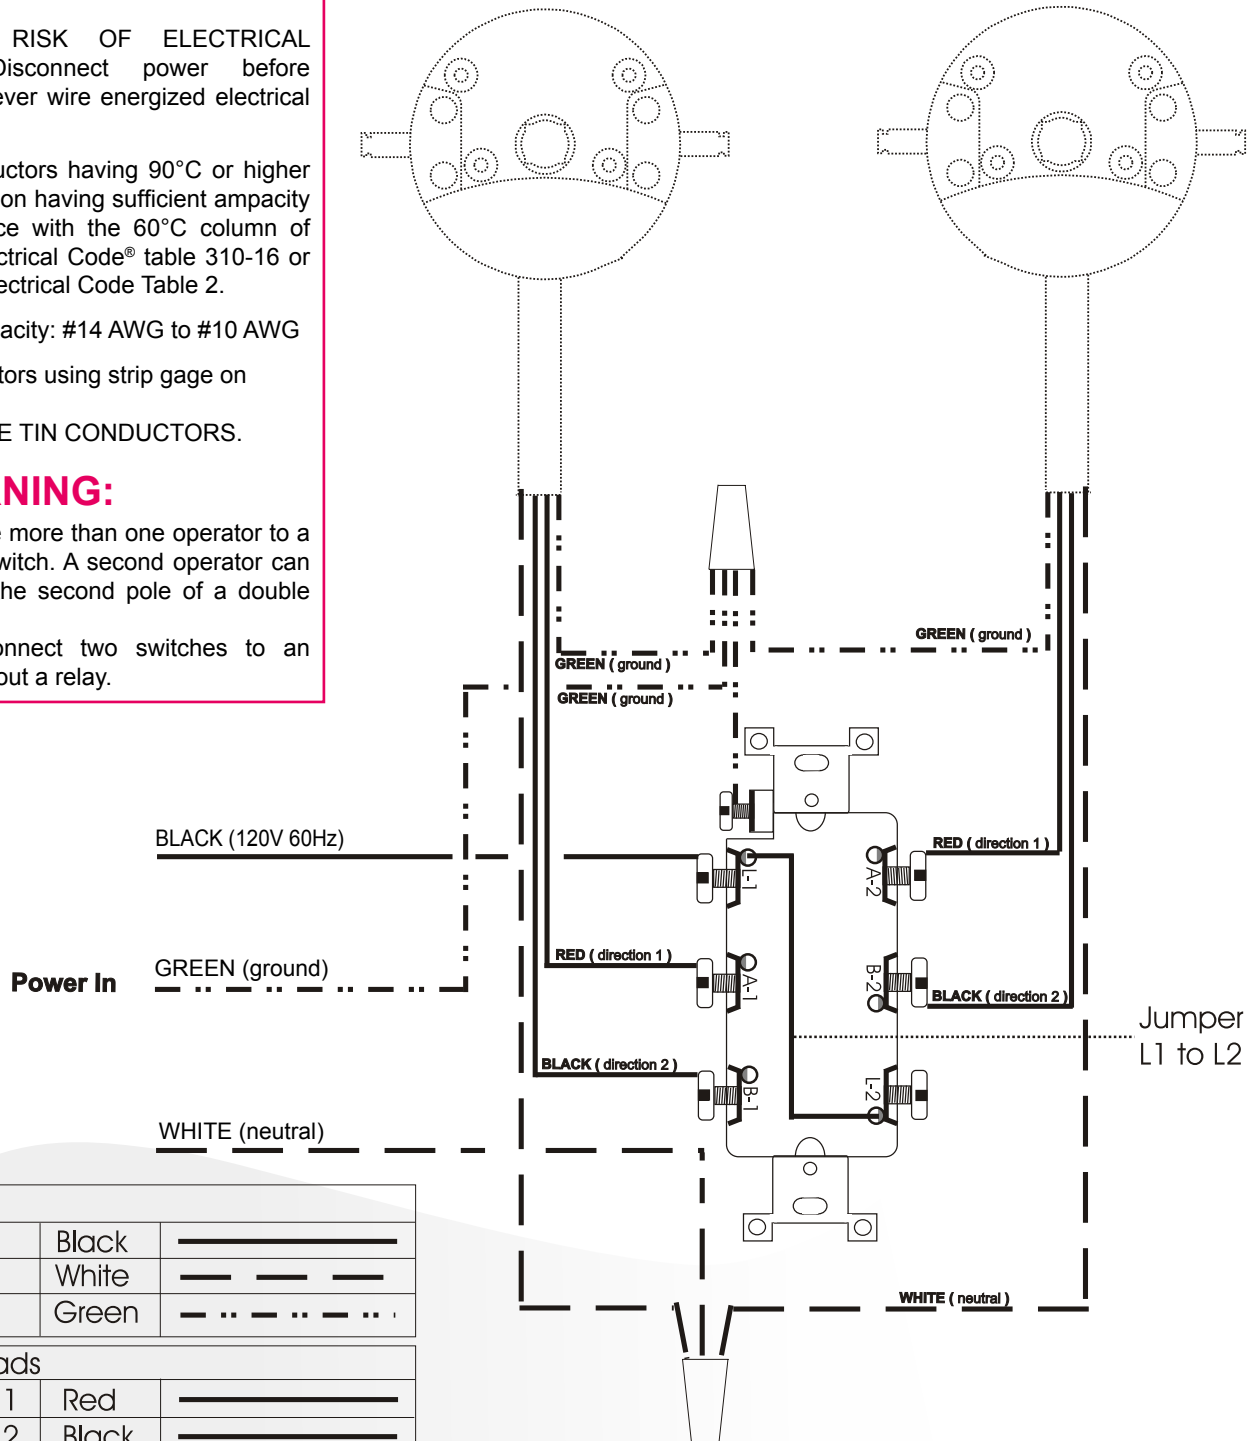 RISK OF ELECTRICAL
Disconnect power before
ever wire energized electrical
uctors having 90°C or higher
on having sufficient ampacity
ce with the 60°C column of
ectrical Code® table 310-16 or
ectrical Code Table 2.
acity: #14 AWG to #10 AWG
tors using strip gage on
E TIN CONDUCTORS.
NING:
e more than one operator to a
witch. A second operator can
he second pole of a double
onnect two switches to an
out a relay.
GREEN ( ground )
GREEN ( ground )
GREEN ( ground )
BLACK (120V 60Hz)
RED ( direction 1 )
L-1
A-2
Power In
GREEN (ground)
RED ( direction 1 )
A-1
B-2
BLACK ( direction 2 )
Jumper
L1 to L2
BLACK ( direction 2 )
B-1
L-2
WHITE (neutral)
Black
White
Green
WHITE ( neutral )
ads
1 Red
2 Black